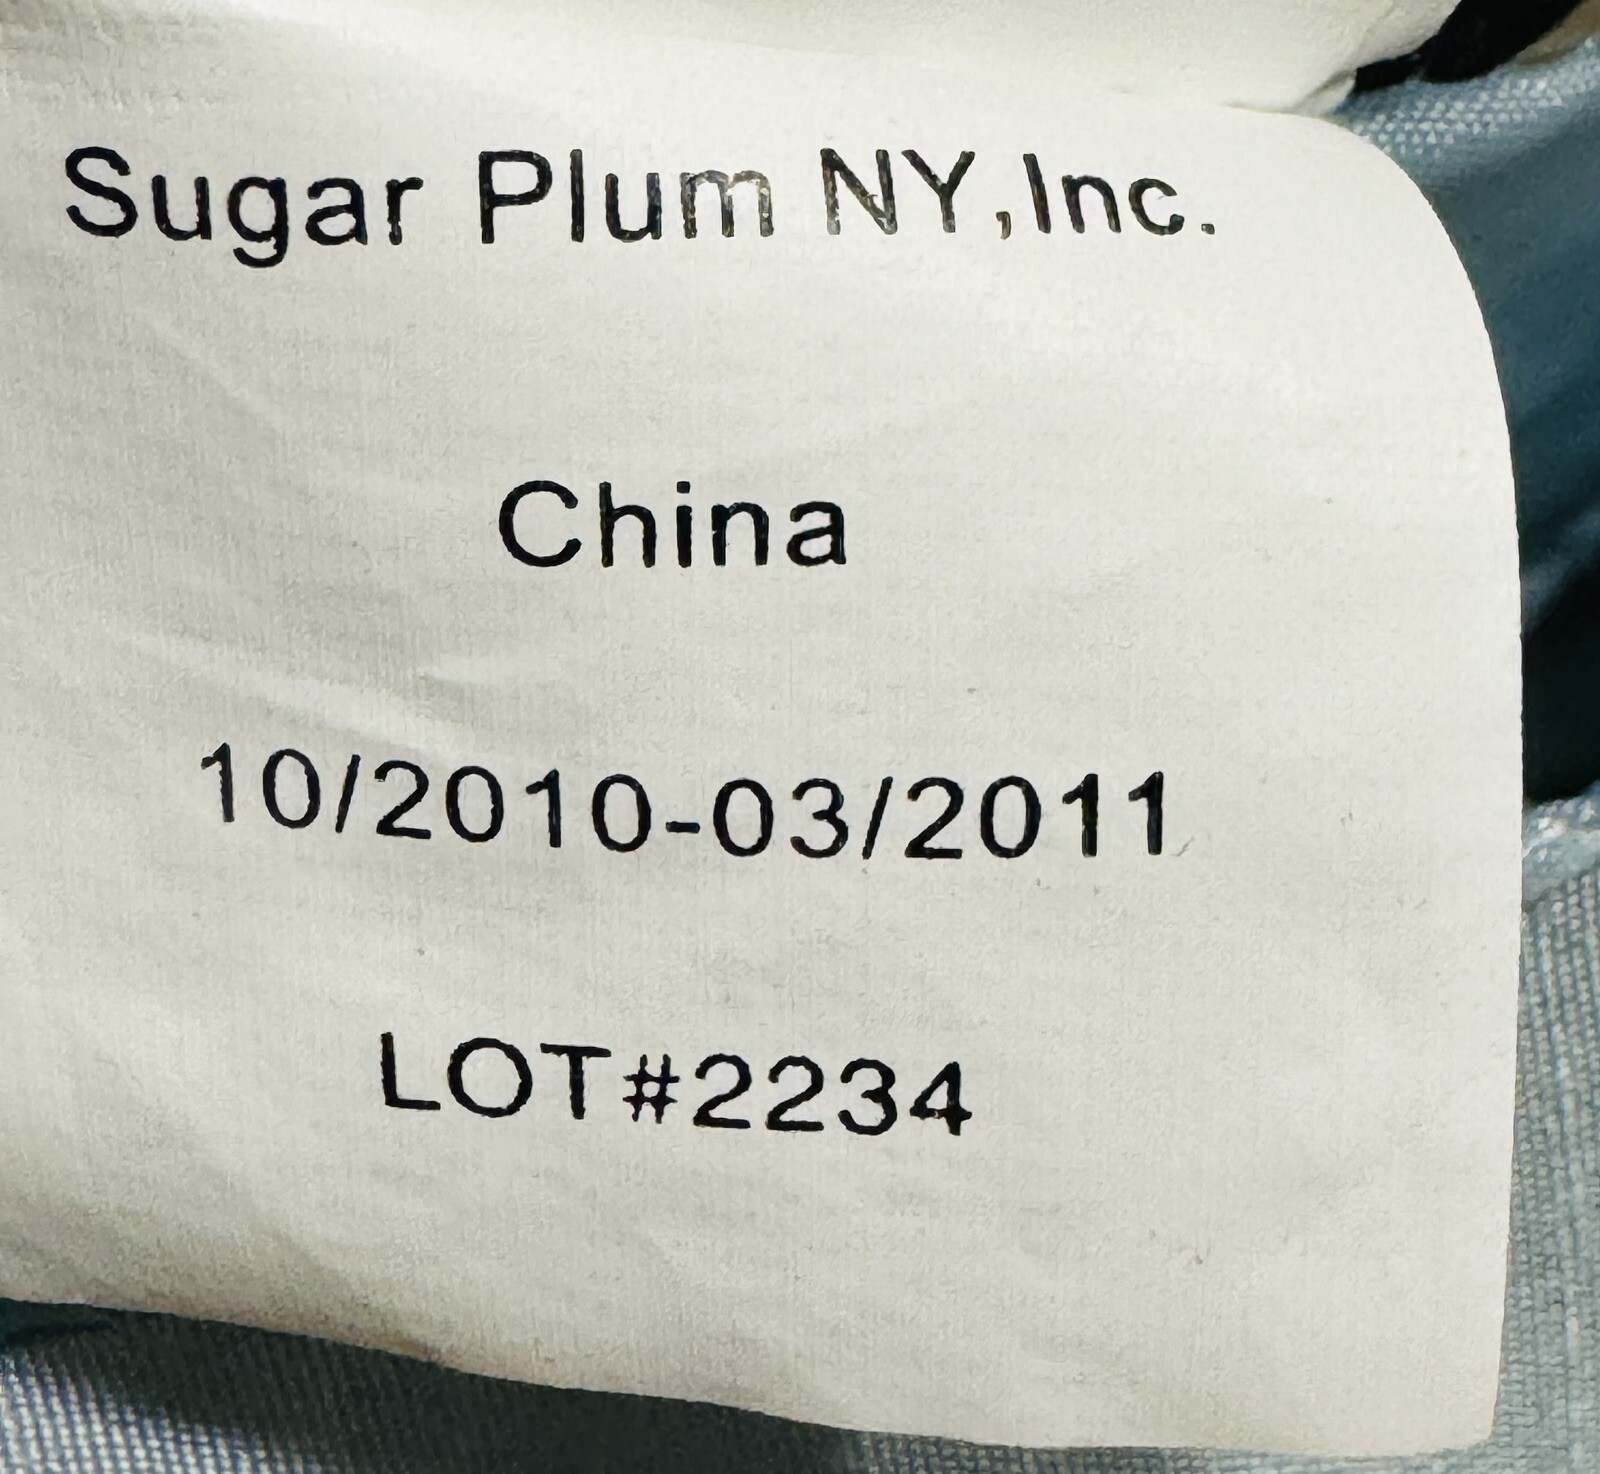 Sugar Plum NY,Inc.
China
10/2010-03/2011
LOT#2234